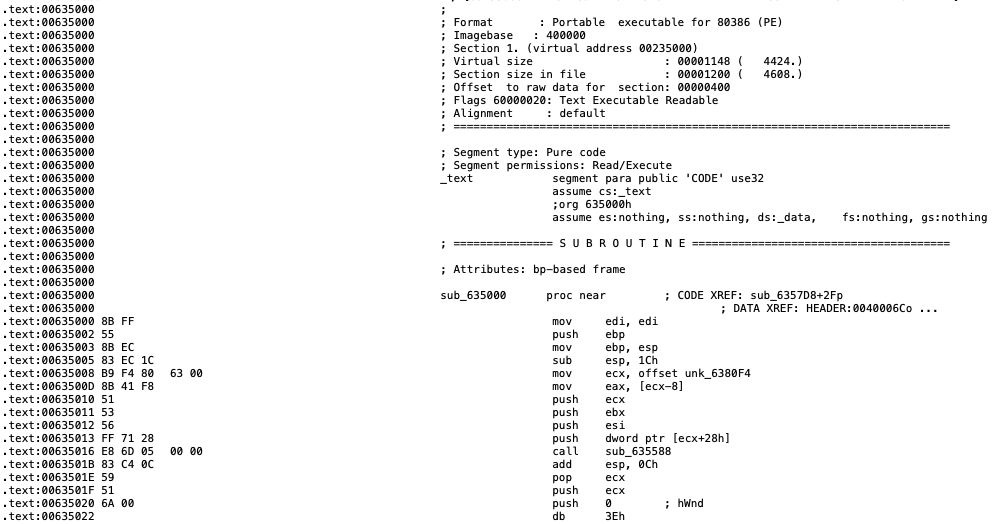 .text:00635000 ;
.text:00635000 ; Format : Portable executable for 80386 (PE)
.text:00635000 ; Imagebase : 400000
.text:00635000 ; Section 1. (virtual address 00235000)
.text:00635000 ; Virtual size : 00001148 ( 4424.)
.text:00635000 ; Section size in file : 00001200 ( 4608.)
.text:00635000 ; Offset to raw data for section: 00000400
.text:00635000 ; Flags 60000020: Text Executable Readable
.text:00635000 ; Alignment : default
.text:00635000 ; ===========================================================================
.text:00635000
.text:00635000 ; Segment type: Pure code
.text:00635000 ; Segment permissions: Read/Execute
.text:00635000 _text segment para public 'CODE' use32
.text:00635000 assume cs:_text
.text:00635000 ;org 635000h
.text:00635000 assume es:nothing, ss:nothing, ds:_data, fs:nothing, gs:nothing
.text:00635000
.text:00635000 ; =============== S U B R O U T I N E =======================================
.text:00635000
.text:00635000 ; Attributes: bp-based frame
.text:00635000
.text:00635000 sub_635000 proc near ; CODE XREF: sub_6357D8+2Fp
.text:00635000 ; DATA XREF: HEADER:0040006Co ...
.text:00635000 8B FF mov edi, edi
.text:00635002 55 push ebp
.text:00635003 8B EC mov ebp, esp
.text:00635005 83 EC 1C sub esp, 1Ch
.text:00635008 B9 F4 80 63 00 mov ecx, offset unk_6380F4
.text:0063500D 8B 41 F8 mov eax, [ecx-8]
.text:00635010 51 push ecx
.text:00635011 53 push ebx
.text:00635012 56 push esi
.text:00635013 FF 71 28 push dword ptr [ecx+28h]
.text:00635016 E8 6D 05 00 00 call sub_635588
.text:0063501B 83 C4 0C add esp, 0Ch
.text:0063501E 59 pop ecx
.text:0063501F 51 push ecx
.text:00635020 6A 00 push 0 ; hWnd
.text:00635022 db 3Eh